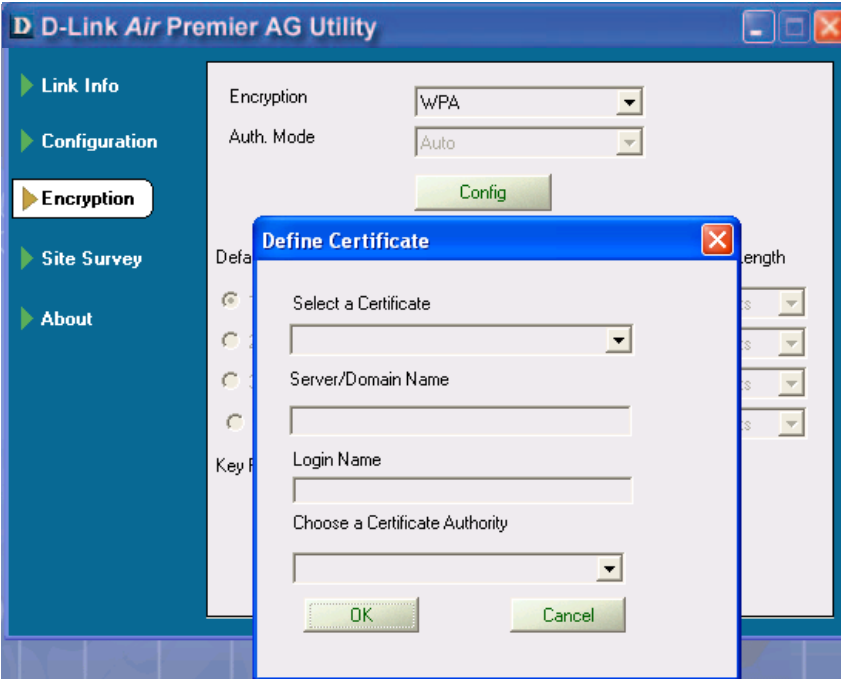 D D-Link Air Premier AG Utility
Link Info
Configuration
Encryption
Site Survey
About
Encryption
WPA
Auth. Mode
Auto
Config
Define Certificate
Select a Certificate
Server/Domain Name
Login Name
Choose a Certificate Authority
OK
Cancel